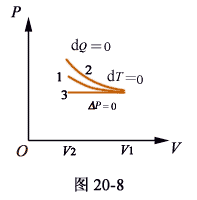 P
dQ = 0
1
2
dT = 0
3
ΔP = 0
O
V₂
V₁
V
图 20-8